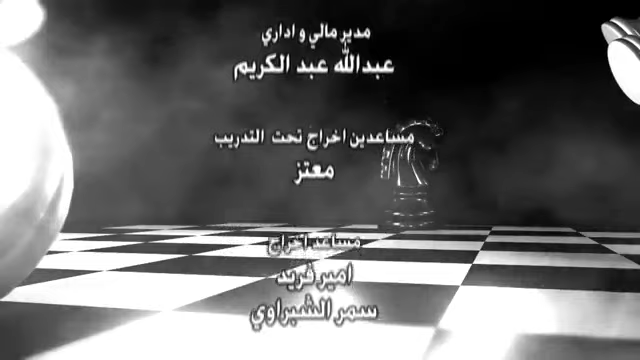 مدير مالي و اداري
عبدالله عبد الكريم
مساعدين اخراج تحت التدريب
معتز
مساعد اخراج
امير فريد
سمر الشبراوي